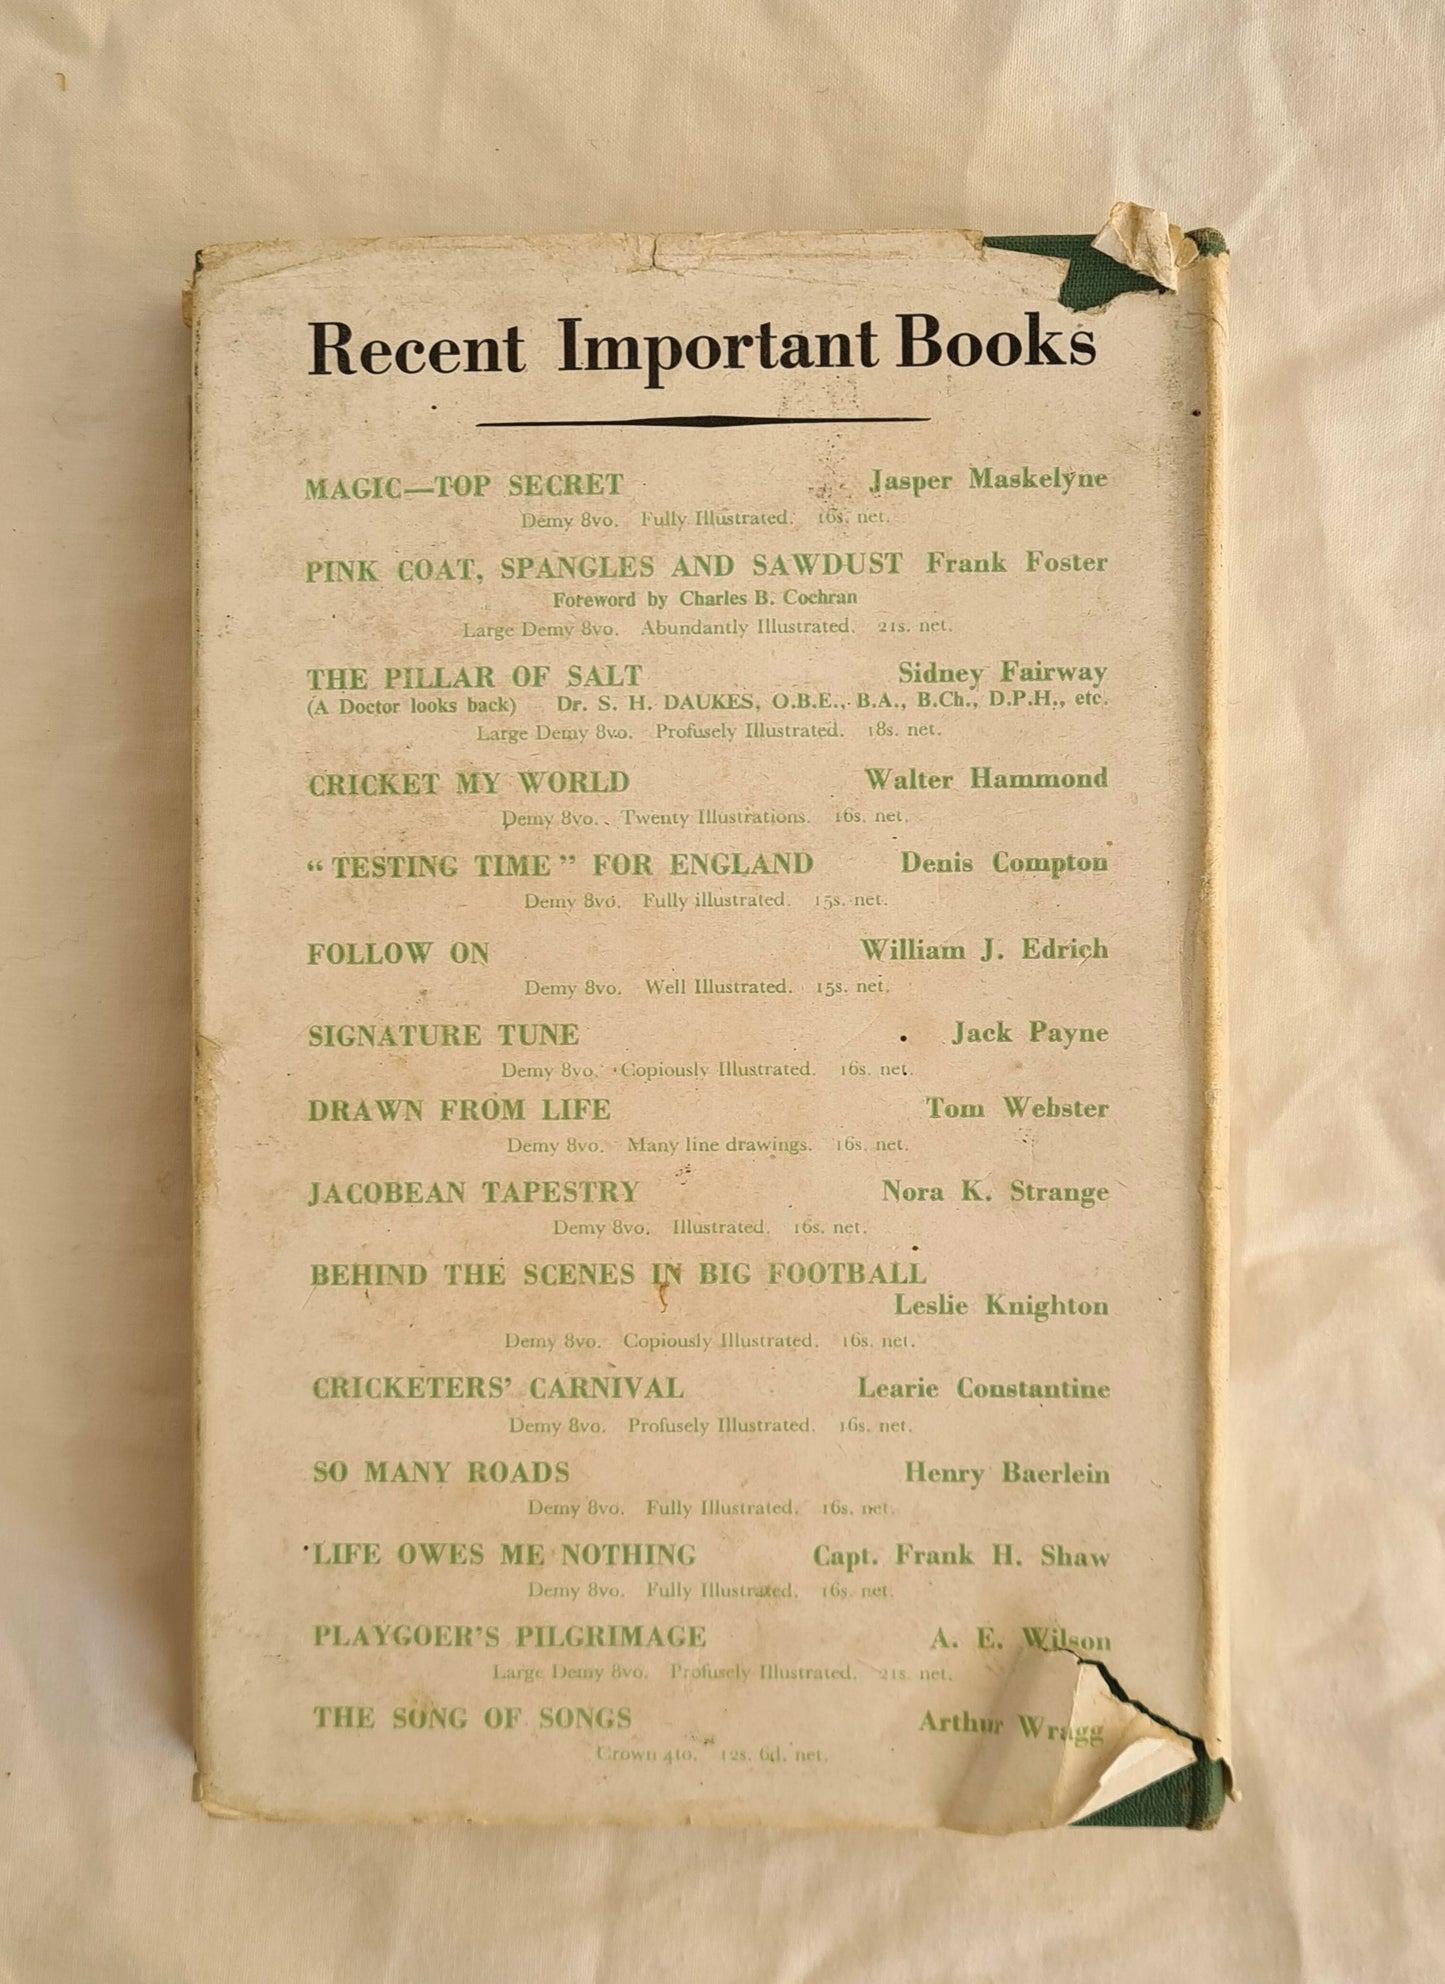 Recent Important Books
MAGIC—TOP SECRET Jasper Maskelyne
Demy 8vo. Fully Illustrated. 16s. net.
PINK COAT, SPANGLES AND SAWDUST Frank Foster
Foreword by Charles B. Cochran
Large Demy 8vo. Abundantly Illustrated. 21s. net.
THE PILLAR OF SALT Sidney Fairway
(A Doctor looks back) Dr. S. H. DAUKES, O.B.E., B.A., B.Ch., D.P.H., etc.
Large Demy 8vo. Profusely Illustrated. 18s. net.
CRICKET MY WORLD Walter Hammond
Demy 8vo. Twenty Illustrations. 16s. net.
“TESTING TIME” FOR ENGLAND Denis Compton
Demy 8vo. Fully illustrated. 15s. net.
FOLLOW ON William J. Edrich
Demy 8vo. Well Illustrated. 15s. net.
SIGNATURE TUNE Jack Payne
Demy 8vo. Copiously Illustrated. 16s. net.
DRAWN FROM LIFE Tom Webster
Demy 8vo. Many line drawings. 16s. net.
JACOBEAN TAPESTRY Nora K. Strange
Demy 8vo. Illustrated. 16s. net.
BEHIND THE SCENES IN BIG FOOTBALL
Leslie Knighton
Demy 8vo. Copiously Illustrated. 16s. net.
CRICKETERS’ CARNIVAL Learie Constantine
Demy 8vo. Profusely Illustrated. 16s. net.
SO MANY ROADS Henry Baerlein
Demy 8vo. Fully Illustrated. 16s. net.
LIFE OWES ME NOTHING Capt. Frank H. Shaw
Demy 8vo. Fully Illustrated. 16s. net.
PLAYGOER’S PILGRIMAGE A. E. Wilson
Large Demy 8vo. Profusely Illustrated. 21s. net.
THE SONG OF SONGS Arthur Wragg
Crown 4to. 12s. 6d. net.